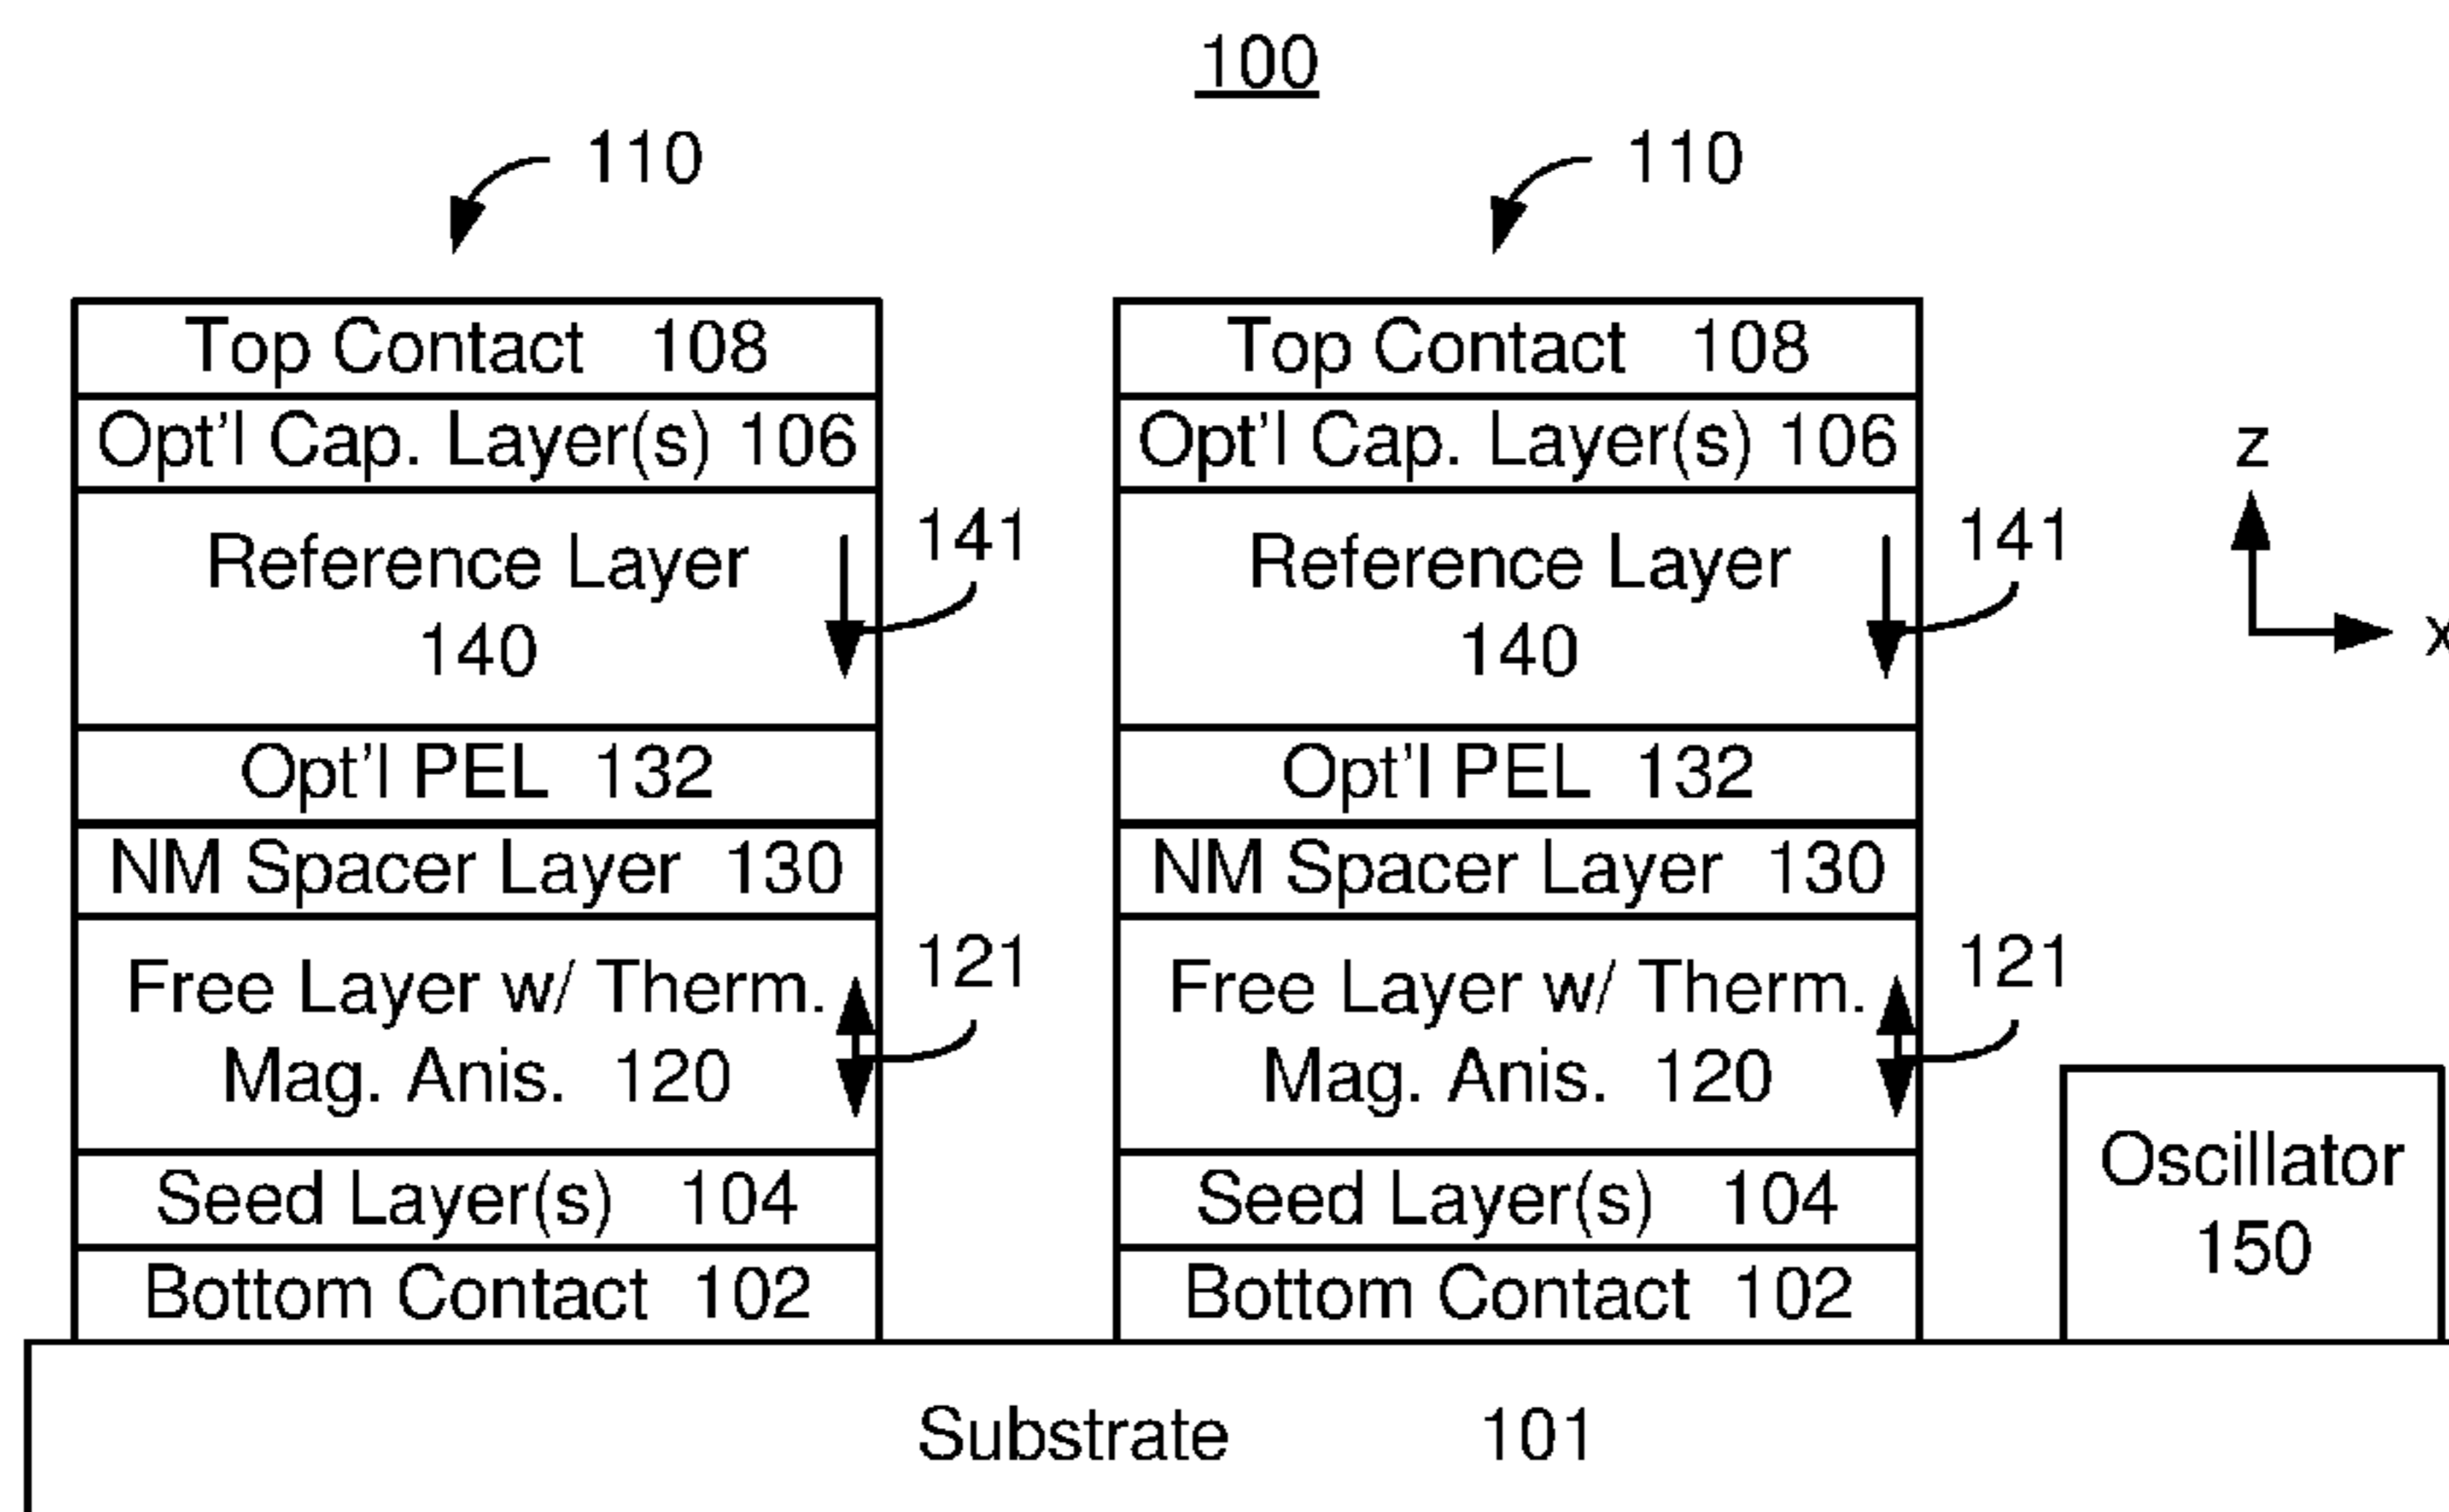 100
110
110
Top Contact 108
Opt'l Cap. Layer(s) 106
Reference Layer
140
141
Opt'l PEL 132
NM Spacer Layer 130
Free Layer w/ Therm.
Mag. Anis. 120
121
Seed Layer(s) 104
Bottom Contact 102
Top Contact 108
Opt'l Cap. Layer(s) 106
Reference Layer
140
141
Opt'l PEL 132
NM Spacer Layer 130
Free Layer w/ Therm.
Mag. Anis. 120
121
Seed Layer(s) 104
Bottom Contact 102
z
x
Oscillator
150
Substrate 101